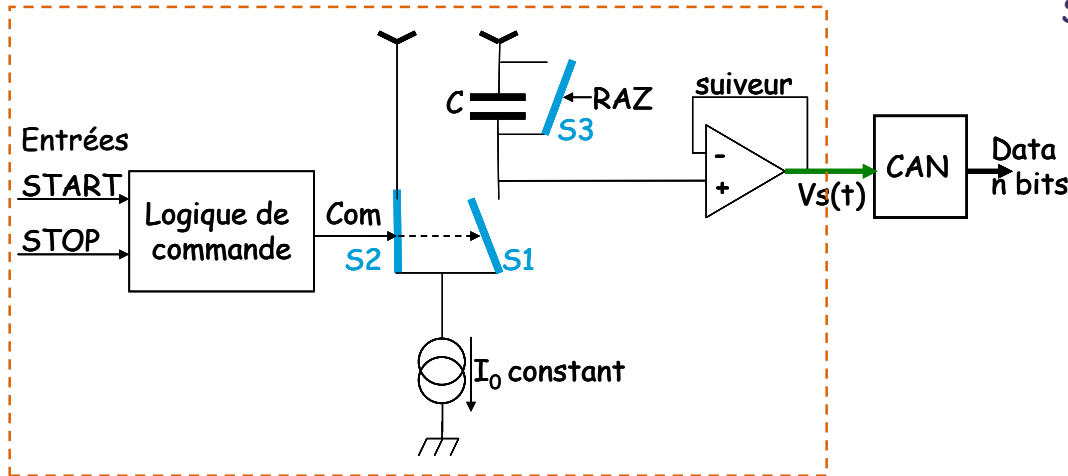 suiveur
C
RAZ
S3
Entrées
START
STOP
Logique de
commande
Com
S2
S1
-
+
Vs(t)
CAN
Data
n bits
I₀ constant